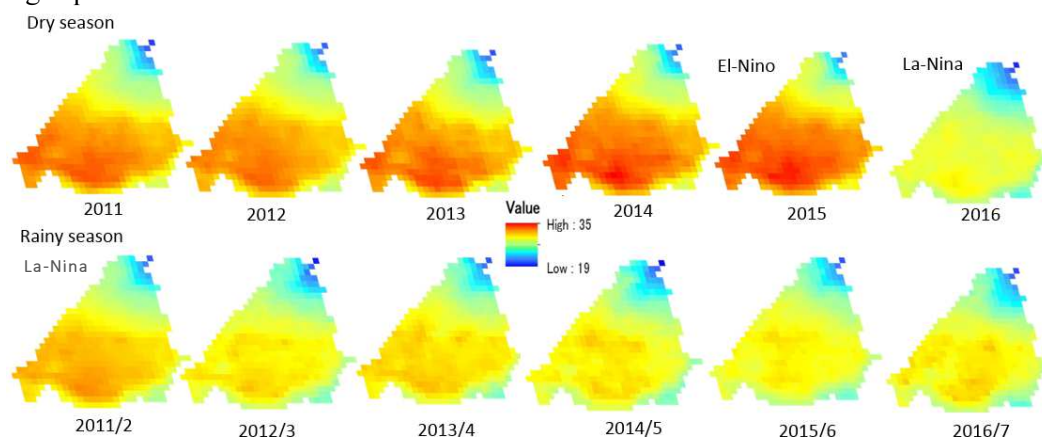 Dry season
El-Nino
La-Nina
2011
2012
2013
2014
2015
2016
Value
High : 35
Low : 19
Rainy season
La-Nina
2011/2
2012/3
2013/4
2014/5
2015/6
2016/7